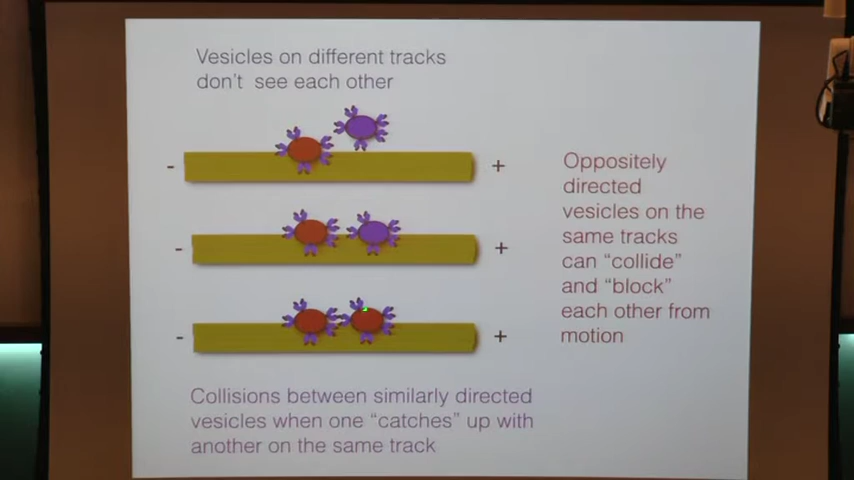 Vesicles on different tracks
don't see each other
- +
- +
- +
Oppositely
directed
vesicles on the
same tracks
can “collide”
and “block”
each other from
motion
Collisions between similarly directed
vesicles when one “catches” up with
another on the same track